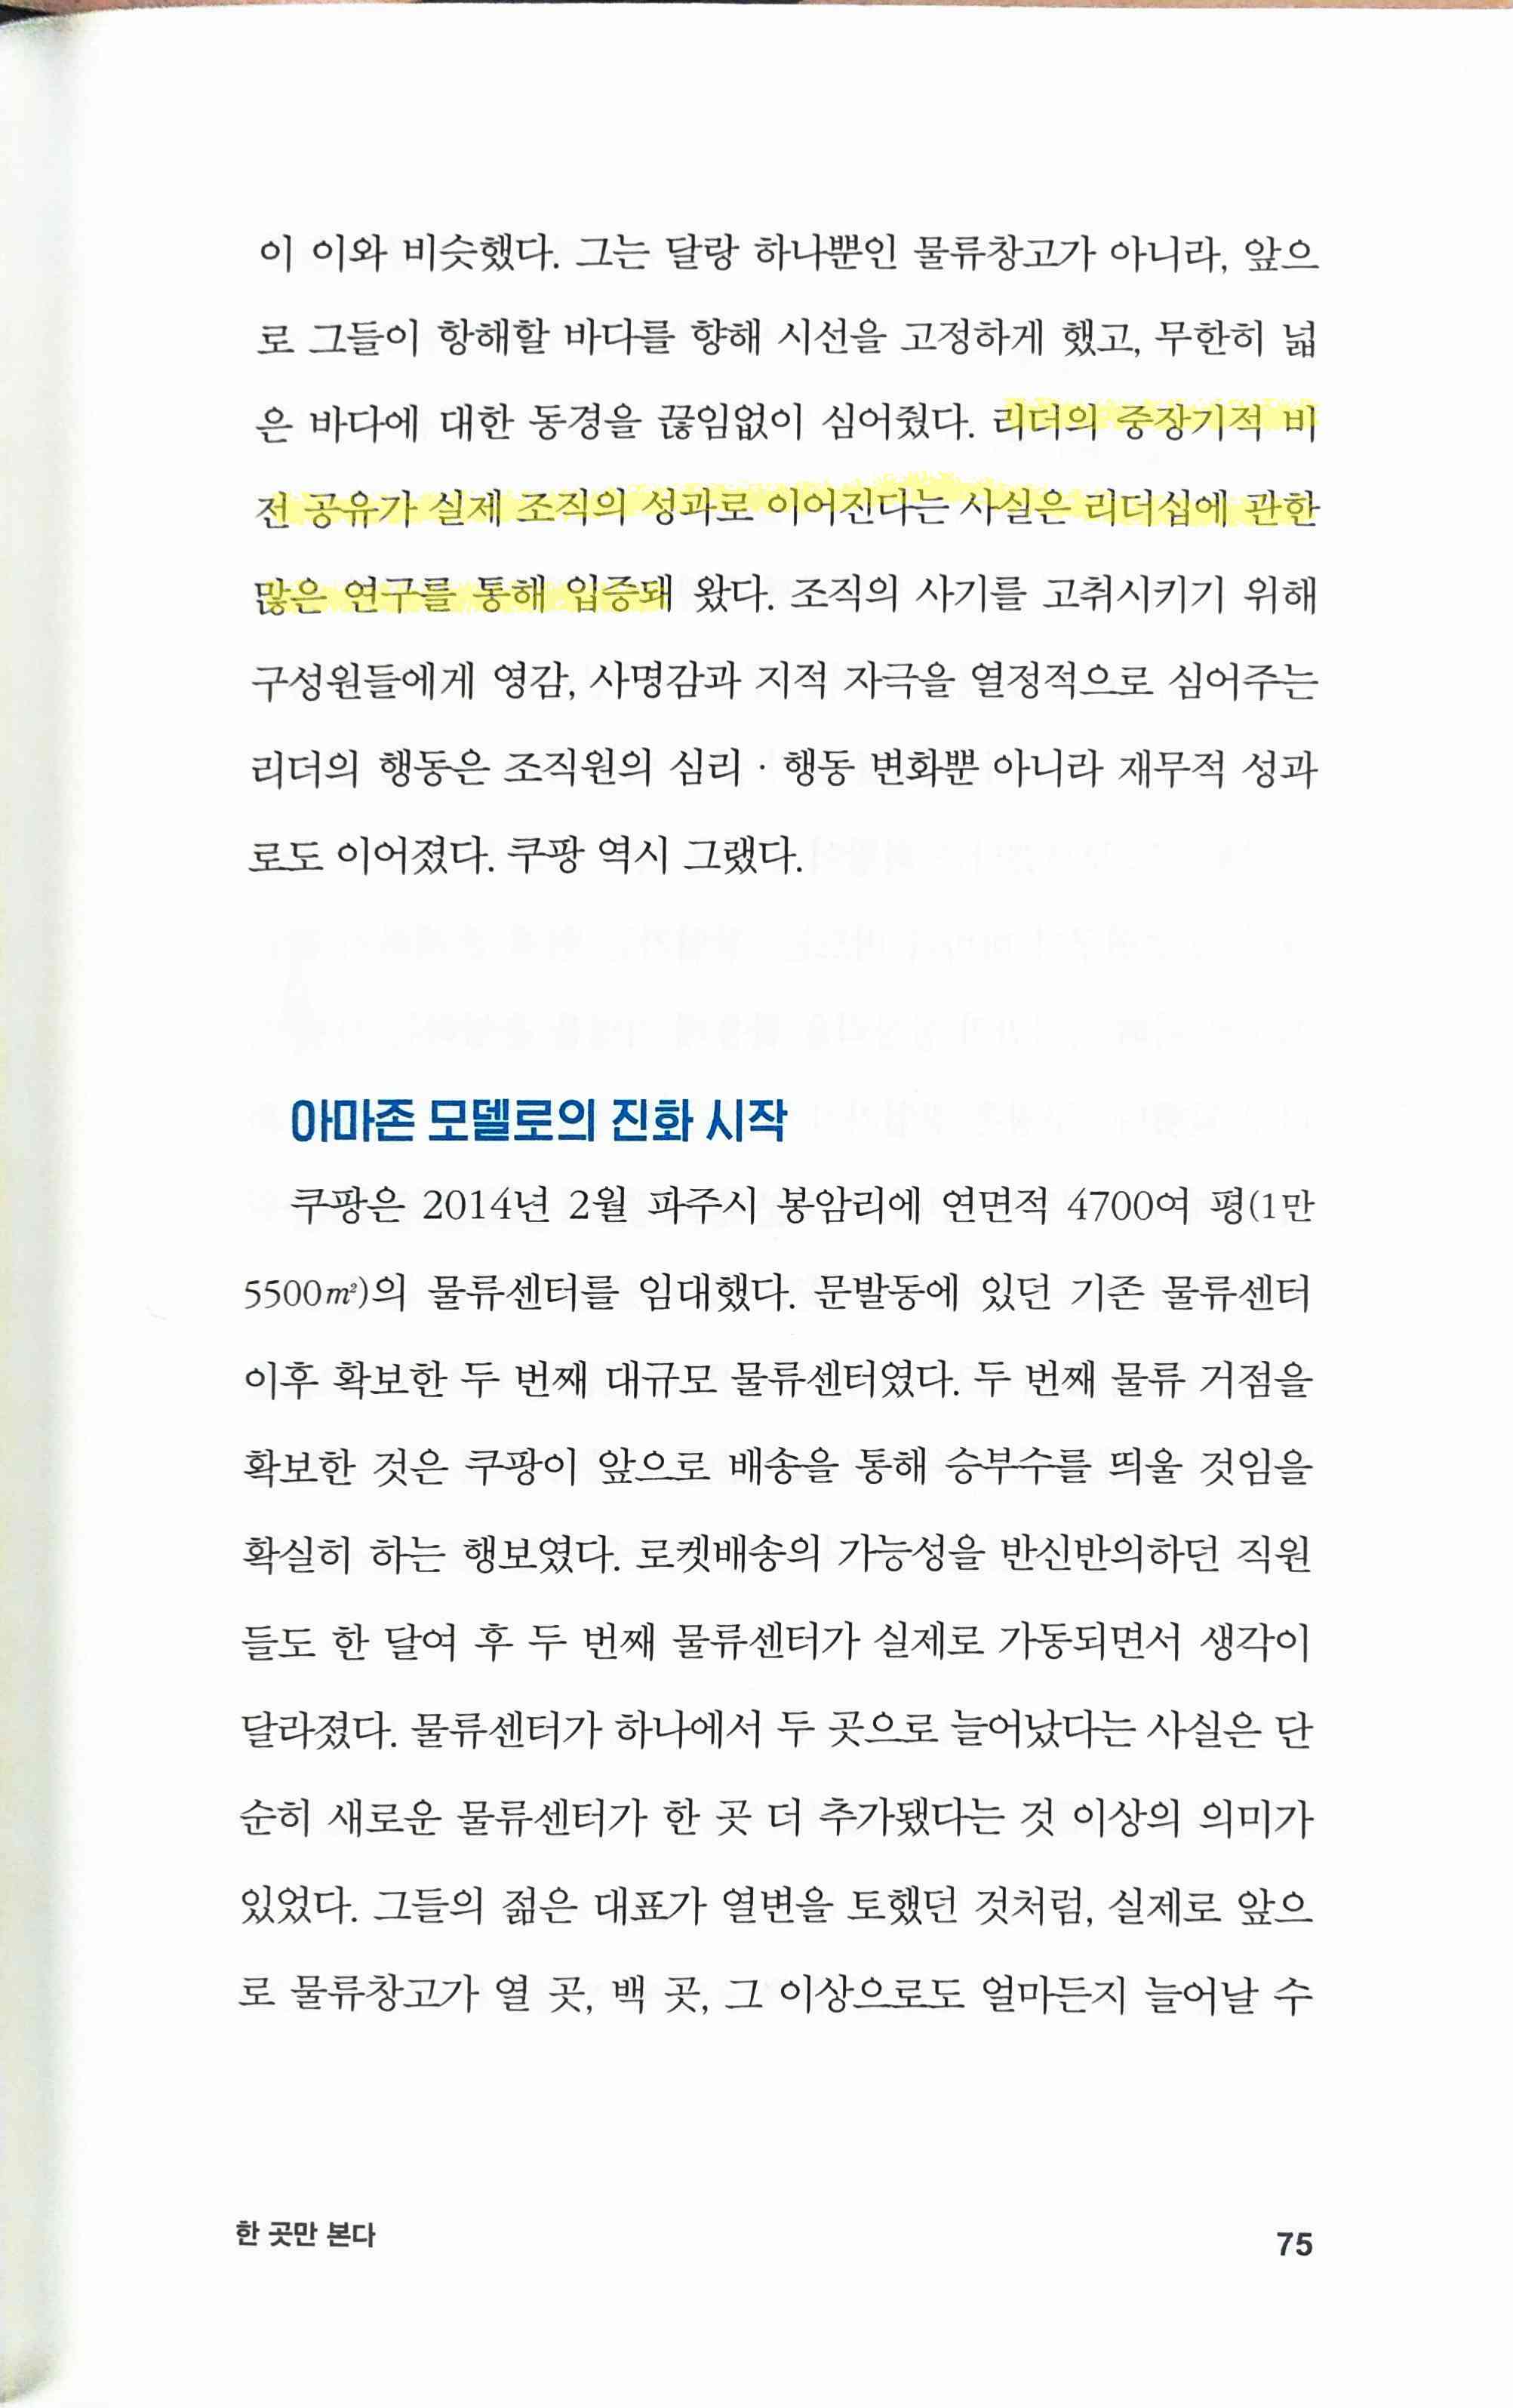 이 이와 비슷했다. 그는 달랑 하나뿐인 물류창고가 아니라, 앞으
로 그들이 항해할 바다를 향해 시선을 고정하게 했고, 무한히 넓
은 바다에 대한 동경을 끊임없이 심어줬다. 리더의 중장기적 비
전 공유가 실제 조직의 성과로 이어진다는 사실은 리더십에 관한
많은 연구를 통해 입증돼 왔다. 조직의 사기를 고취시키기 위해
구성원들에게 영감, 사명감과 지적 자극을 열정적으로 심어주는
리더의 행동은 조직원의 심리 · 행동 변화뿐 아니라 재무적 성과
로도 이어졌다. 쿠팡 역시 그랬다.
아마존 모델로의 진화 시작
쿠팡은 2014년 2월 파주시 봉암리에 연면적 4700여 평(1만
5500㎡)의 물류센터를 임대했다. 문발동에 있던 기존 물류센터
이후 확보한 두 번째 대규모 물류센터였다. 두 번째 물류 거점을
확보한 것은 쿠팡이 앞으로 배송을 통해 승부수를 띄울 것임을
확실히 하는 행보였다. 로켓배송의 가능성을 반신반의하던 직원
들도 한 달여 후 두 번째 물류센터가 실제로 가동되면서 생각이
달라졌다. 물류센터가 하나에서 두 곳으로 늘어났다는 사실은 단
순히 새로운 물류센터가 한 곳 더 추가됐다는 것 이상의 의미가
있었다. 그들의 젊은 대표가 열변을 토했던 것처럼, 실제로 앞으
로 물류창고가 열 곳, 백 곳, 그 이상으로도 얼마든지 늘어날 수
한 곳만 본다
75